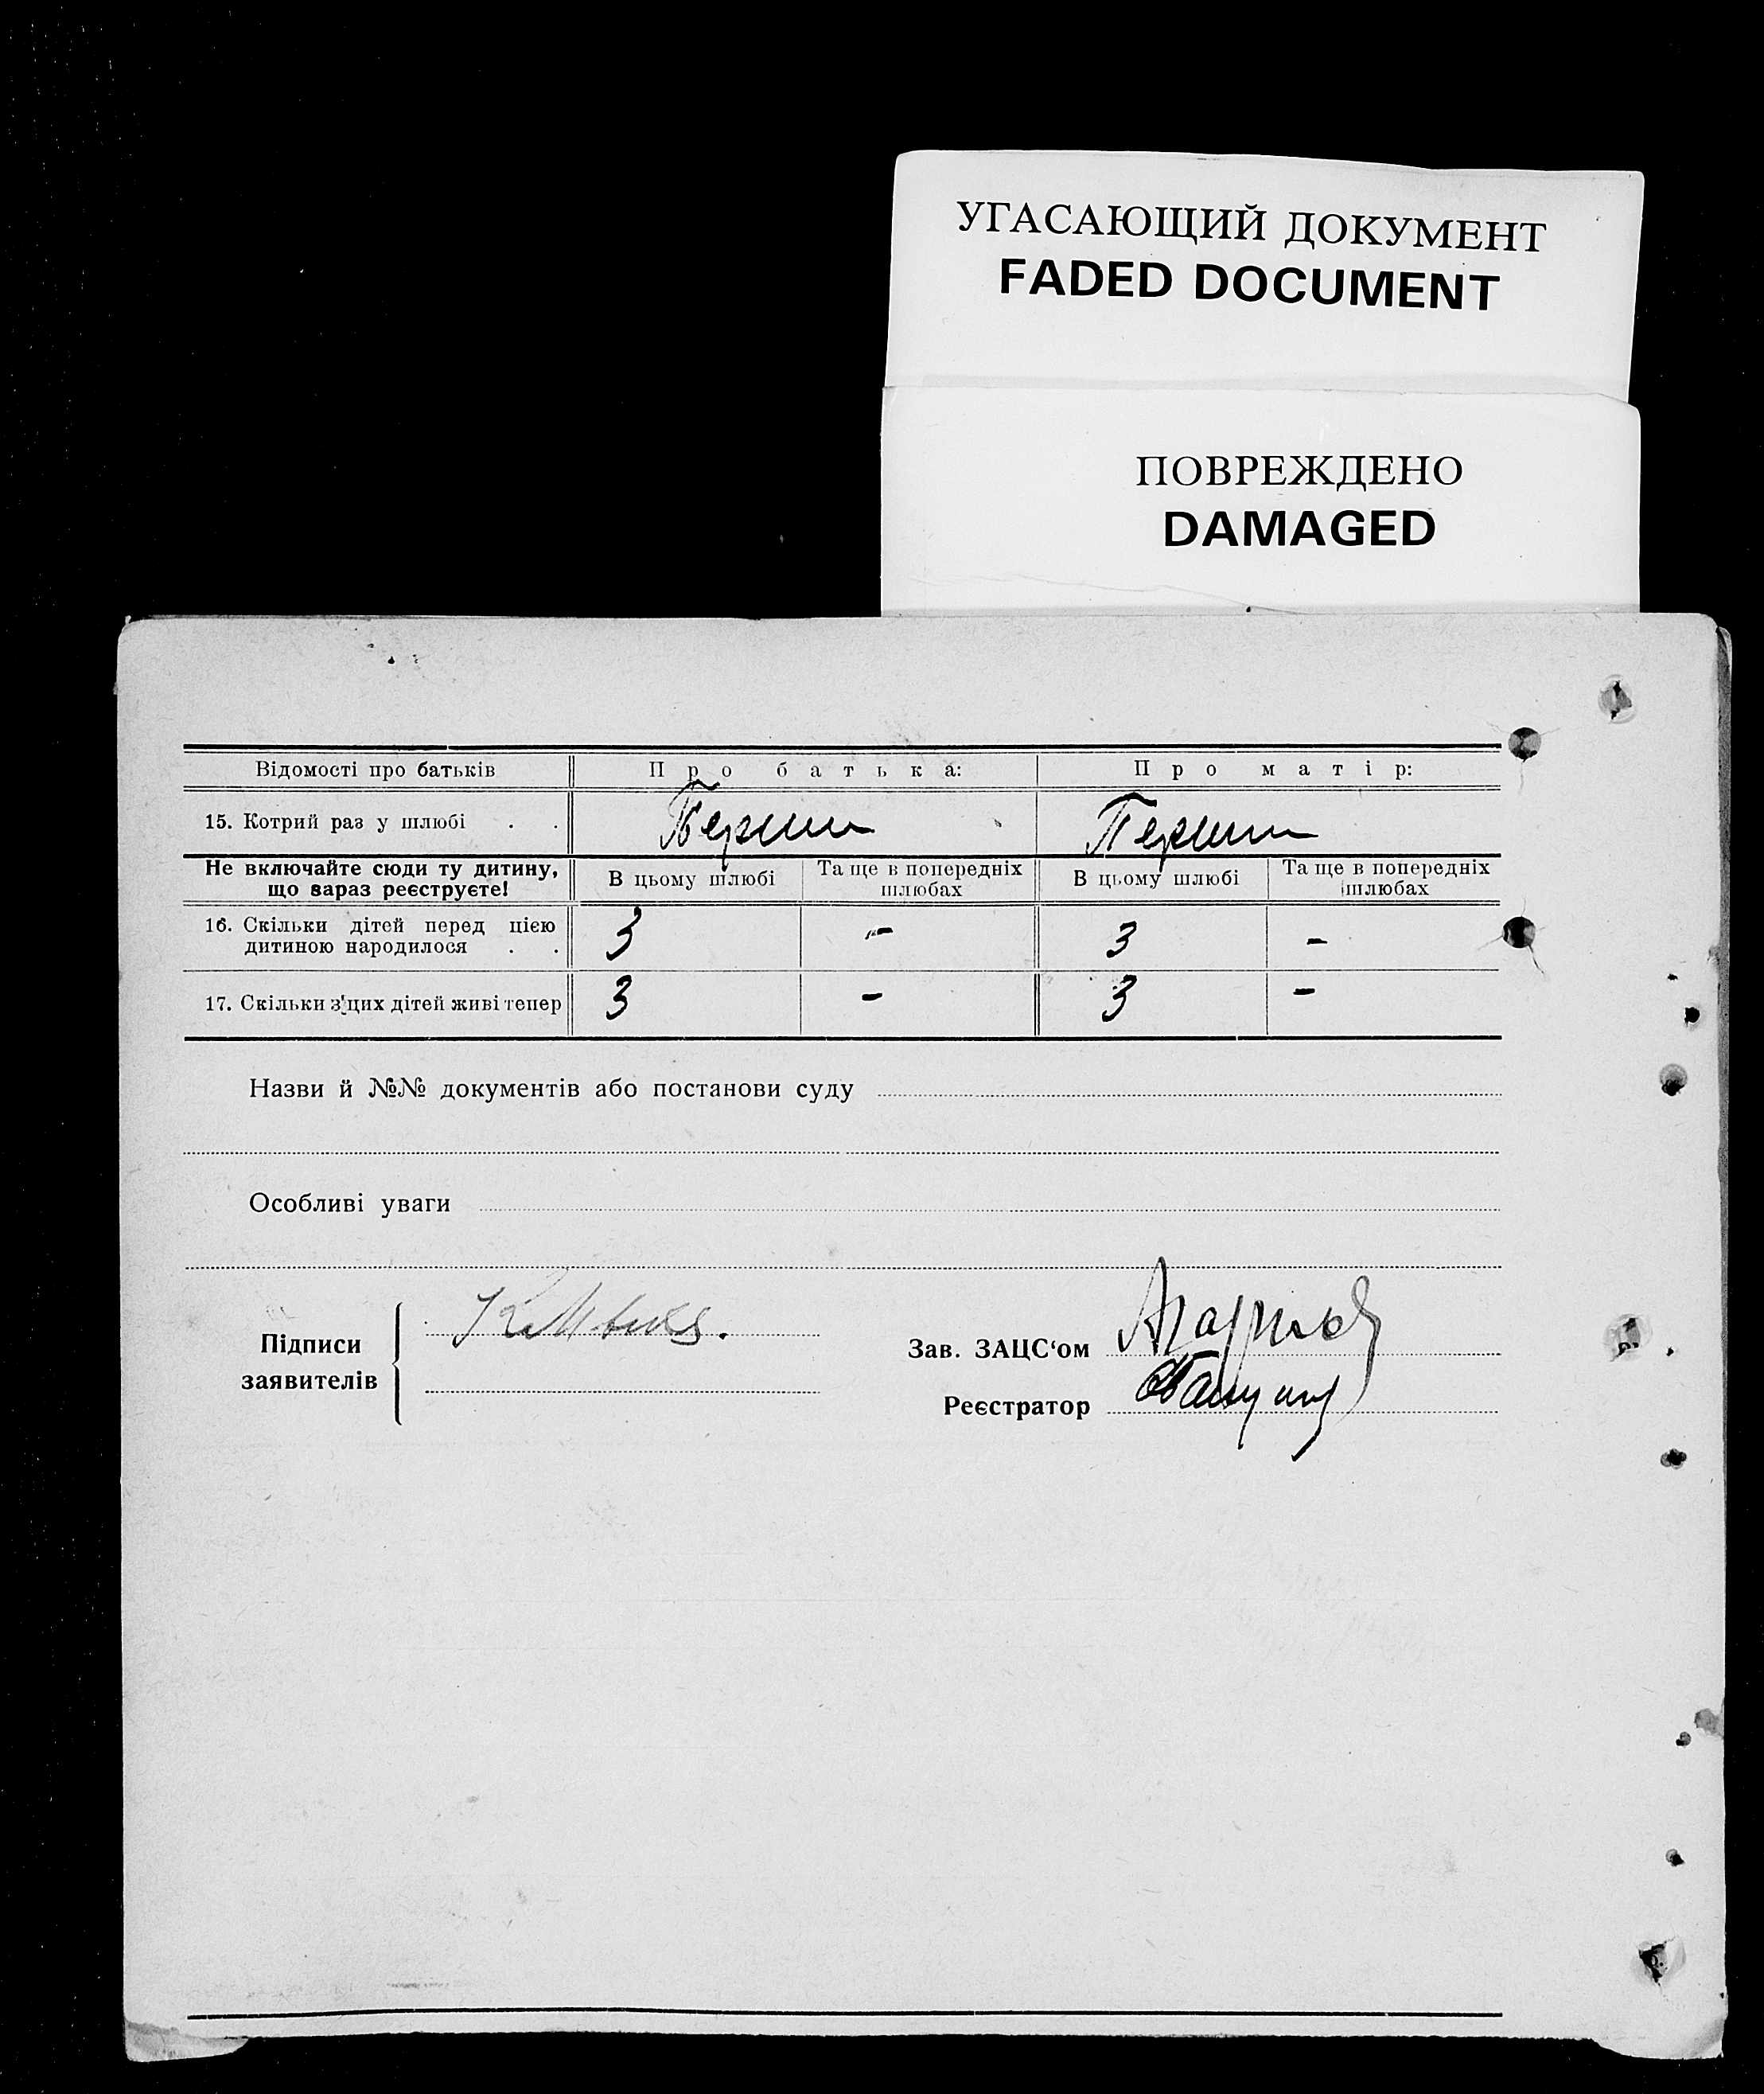 УГАСАЮЩИЙ ДОКУМЕНТ
FADED DOCUMENT
ПОВРЕЖДЕНО
DAMAGED
Відомості про батьків Про батька: Про матір:
15. Котрий раз у шлюбі . . Перший Перший
Не включайте сюди ту дитину, що зараз реєструєте! В цьому шлюбі Та ще в попередніх шлюбах В цьому шлюбі Та ще в попередніх шлюбах
16. Скільки дітей перед цією дитиною народилося . . 3 - 3 -
17. Скільки з цих дітей живі тепер 3 - 3 -
Назви й №№ документів або постанови суду
Особливі уваги
Підписи заявителів
Зав. ЗАЦС‘ом
Реєстратор